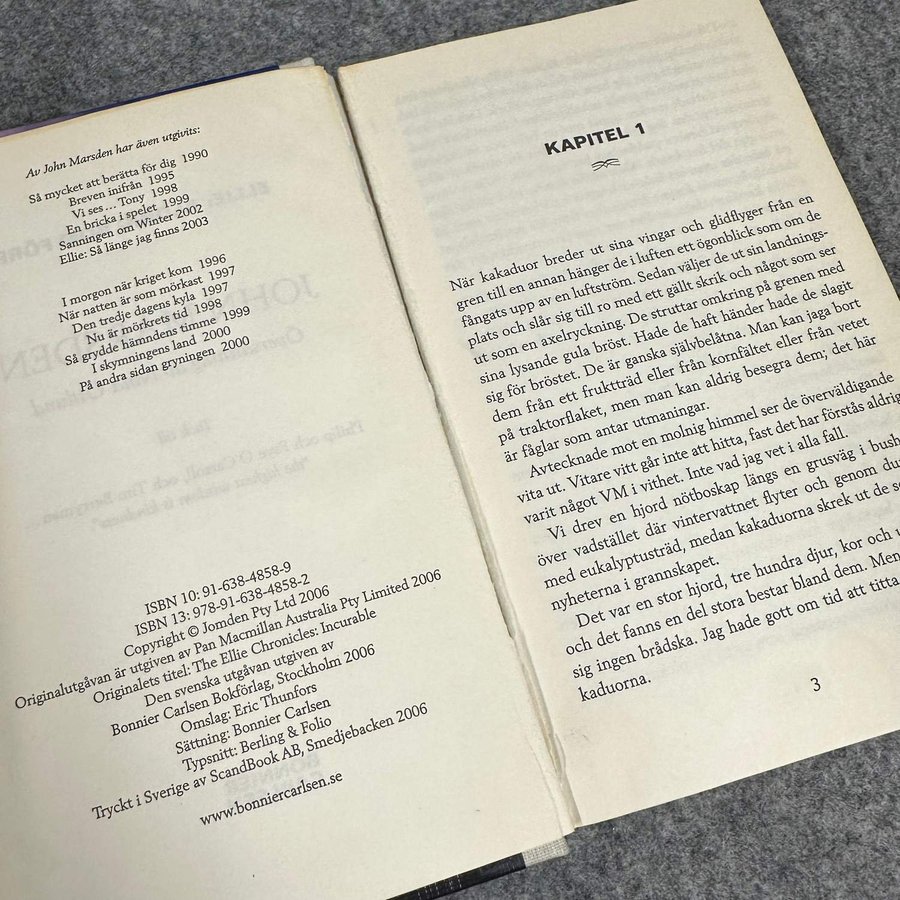 Av John Marsden har även utgivits:
Så mycket att berätta för dig 1990
Breven inifrån 1995
Vi ses... Tony 1998
En bricka i spelet 1999
Sanningen om Winter 2002
Ellie: Så länge jag finns 2003
I morgon när kriget kom 1996
När natten är som mörkast 1997
Den tredje dagens kyla 1997
Nu är mörkrets tid 1998
Så grydde hämndens timme 1999
I skymningens land 2000
På andra sidan gryningen 2000
ISBN 10: 91-638-4858-9
ISBN 13: 978-91-638-4858-2
Copyright © Jomden Pty Ltd 2006
Originalutgåvan är utgiven av Pan Macmillan Australia Pty Limited 2006
Originalets titel: The Ellie Chronicles: Incurable
Den svenska utgåvan utgiven av
Bonnier Carlsen Bokförlag, Stockholm 2006
Omslag: Eric Thunfors
Sättning: Bonnier Carlsen
Typsnitt: Berling & Folio
Tryckt i Sverige av ScandBook AB, Smedjebacken 2006
www.bonniercarlsen.se
KAPITEL 1
När kakaduor breder ut sina vingar och glidflyger från en
gren till en annan hänger de i luften ett ögonblick som om de
fångats upp av en luftström. Sedan väljer de ut sin landnings-
plats och slår sig till ro med ett gällt skrik och något som ser
ut som en axelryckning. De struttar omkring på grenen med
sina lysande gula bröst. Hade de haft händer hade de slagit
sig för bröstet. De är ganska självbelåtna. Man kan jaga bort
dem från ett fruktträd eller från kornfältet eller från vetet
på traktorflaket, men man kan aldrig besegra dem; det här
är fåglar som antar utmaningar.
Avtecknade mot en molnig himmel ser de överväldigande
vita ut. Vitare vitt går inte att hitta, fast det har förstås aldrig
varit något VM i vithet. Inte vad jag vet i alla fall.
Vi drev en hjord nötboskap längs en grusväg i bush
över vadstället där vintervattnet flyter och genom du
med eukalyptusträd, medan kakaduorna skrek ut de se
nyheterna i grannskapet.
Det var en stor hjord, tre hundra djur, kor och u
och det fanns en del stora bestar bland dem. Men
sig ingen brådska. Jag hade gott om tid att titta
kaduorna.
3